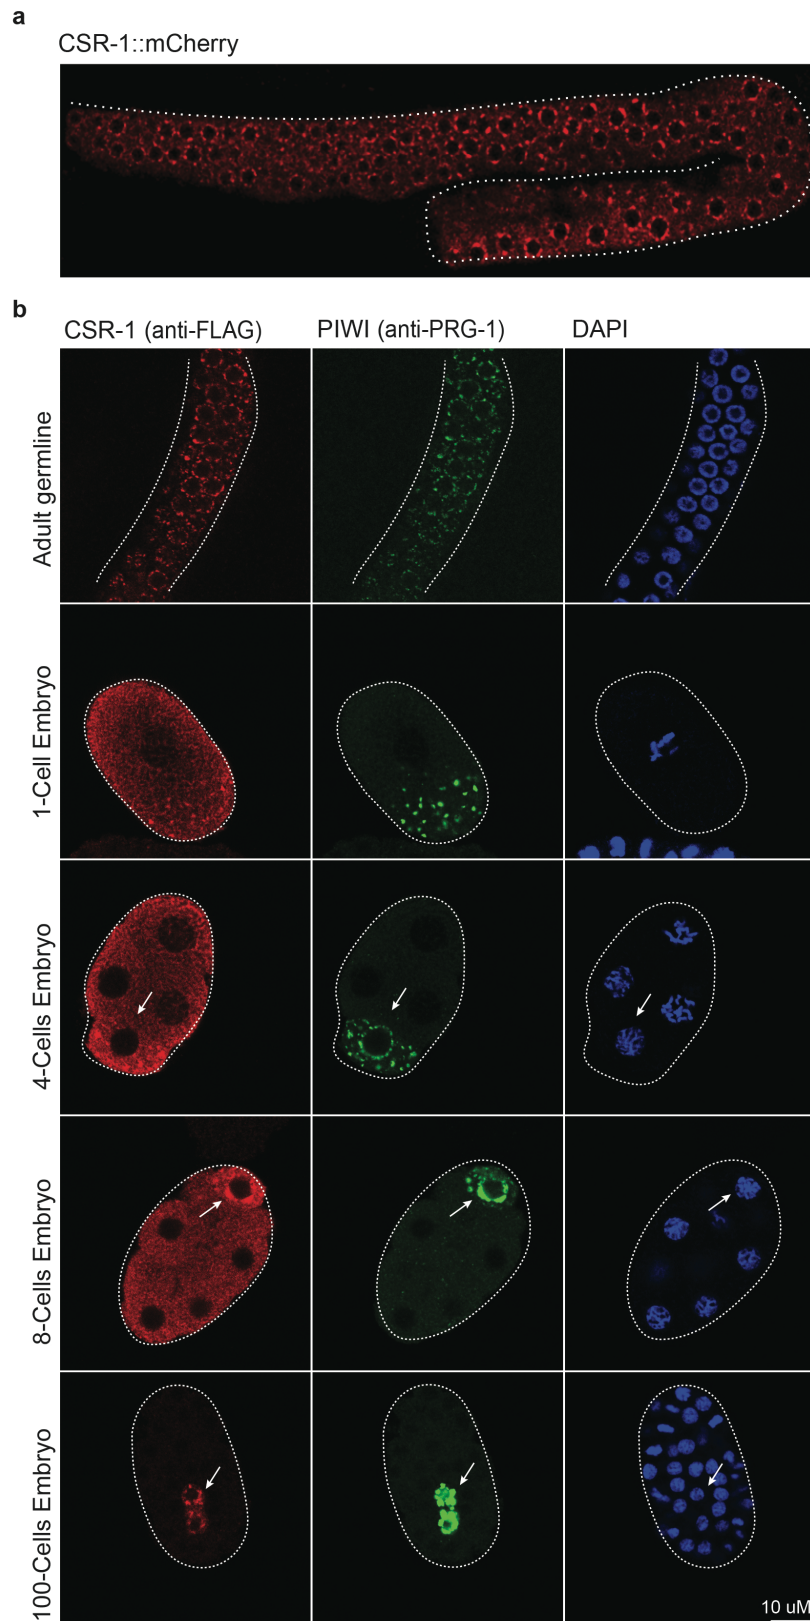 a
CSR-1::mCherry
b
CSR-1 (anti-FLAG) PIWI (anti-PRG-1) DAPI
Adult germline
1-Cell Embryo
4-Cells Embryo
8-Cells Embryo
100-Cells Embryo
10 uM